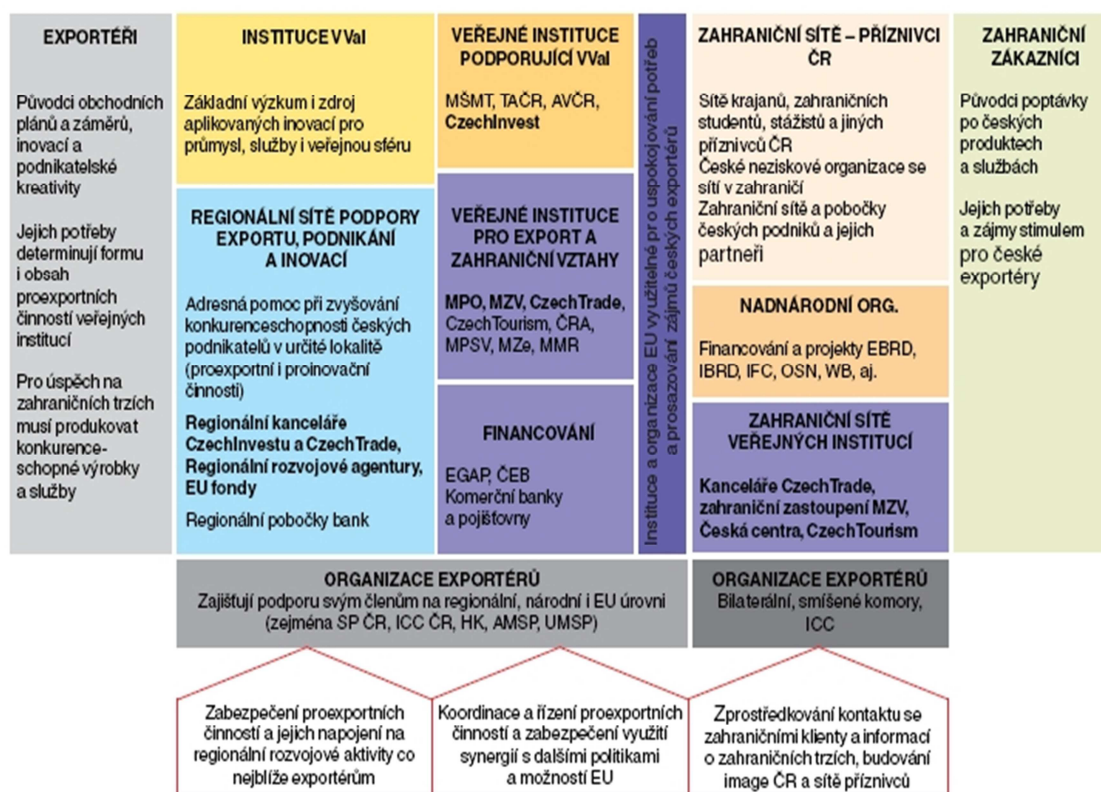 EXPORTÉŘI
Původci obchodních
plánů a záměrů,
inovací a
podnikatelské
kreativity
Jejich potřeby
determinují formu
i obsah
proexportních
činností veřejných
institucí
Pro úspěch na
zahraničních trzích
musí produkovat
konkurence-
schopné výrobky
a služby
INSTITUCE VVaI
Základní výzkum i zdroj
aplikovaných inovací pro
průmysl, služby i veřejnou sféru
REGIONÁLNÍ SÍTĚ PODPORY
EXPORTU, PODNIKÁNÍ
A INOVACÍ
Adresná pomoc při zvyšování
konkurenceschopnosti českých
podnikatelů v určité lokalitě
(proexportní i proinovační
činnosti)
Regionální kanceláře
CzechInvestu a CzechTrade,
Regionální rozvojové agentury,
EU fondy
Regionální pobočky bank
VEŘEJNÉ INSTITUCE
PODPORUJÍCÍ VVaI
MŠMT, TAČR, AVČR,
CzechInvest
VEŘEJNÉ INSTITUCE
PRO EXPORT A
ZAHRANIČNÍ VZTAHY
MPO, MZV, CzechTrade,
CzechTourism, ČRA,
MPSV, MZe, MMR
FINANCOVÁNÍ
EGAP, ČEB
Komerční banky
a pojišťovny
Instituce a organizace EU využitelné pro uspokojování potřeb
a prosazování zájmů českých exportérů
ZAHRANIČNÍ SÍTĚ – PŘÍZNIVCI
ČR
Sítě krajanů, zahraničních
studentů, stážistů a jiných
příznivců ČR
České neziskové organizace se
sítí v zahraničí
Zahraniční sítě a pobočky
českých podniků a jejich
partneři
NADNÁRODNÍ ORG.
Financování a projekty EBRD,
IBRD, IFC, OSN, WB, aj.
ZAHRANIČNÍ SÍTĚ
VEŘEJNÝCH INSTITUCÍ
Kanceláře CzechTrade,
zahraniční zastoupení MZV,
Česká centra, CzechTourism
ZAHRANIČNÍ
ZÁKAZNÍCI
Původci poptávky
po českých
produktech
a službách
Jejich potřeby
a zájmy stimulem
pro české
exportéry
ORGANIZACE EXPORTÉRŮ
Zajišťují podporu svým členům na regionální, národní i EU úrovni
(zejména SP ČR, ICC ČR, HK, AMSP, UMSP)
ORGANIZACE EXPORTÉRŮ
Bilaterální, smíšené komory,
ICC
Zabezpečení proexportních
činností a jejich napojení na
regionální rozvojové aktivity co
nejblíže exportérům
Koordinace a řízení proexportních
činností a zabezpečení využití
synergií s dalšími politikami
a možností EU
Zprostředkování kontaktu se
zahraničními klienty a informací
o zahraničních trzích, budování
image ČR a sítě příznivců